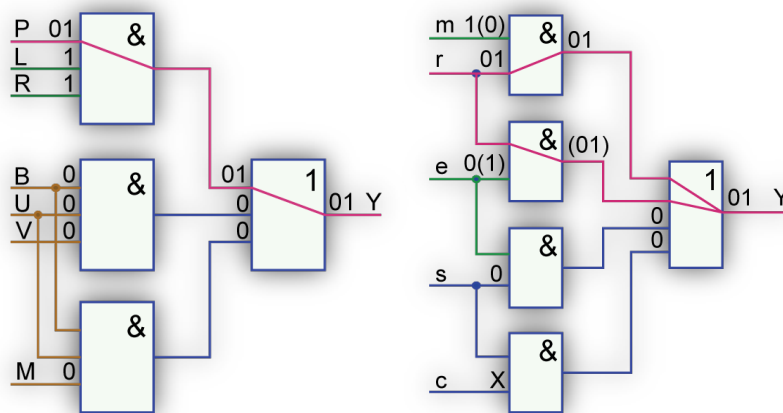 P 01 &
L 1
R 1
B 0 &
U 0
V 0
&
M 0
01 1
0
0
01 Y
m 1(0) & 01
r 01
& (01)
e 0(1)
&
s 0
&
c X
1
0
0
01 Y